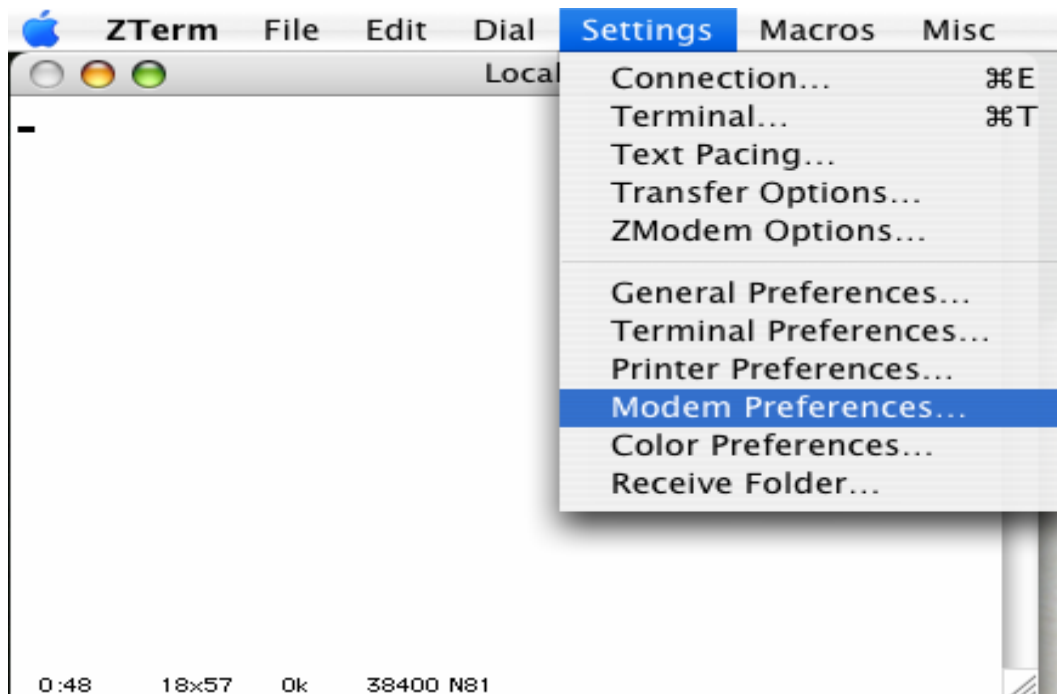 ZTerm File Edit Dial Settings Macros Misc
Local
Connection... ⌘E
Terminal... ⌘T
Text Pacing...
Transfer Options...
ZModem Options...
General Preferences...
Terminal Preferences...
Printer Preferences...
Modem Preferences...
Color Preferences...
Receive Folder...
0:48 18x57 Ok 38400 N81